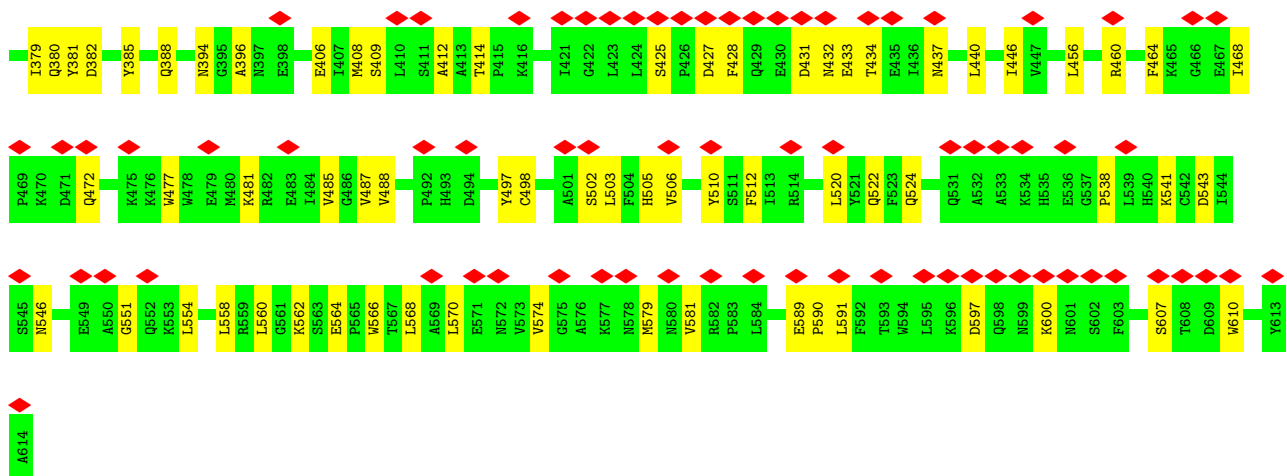 I379 Q380 Y381 D382 Y385 Q388 N394 G395 A396 N397 E398 E406 I407 M408 S409 L410 S411 A412 A413 T414 P415 K416 I421 G422 L423 L424 S425 P426 D427 F428 Q429 E430 D431 N432 E433 T434 E435 I436 N437 L440 I446 V447 L456 R460 F464 K465 G466 E467 I468
P469 K470 D471 Q472 K475 K476 W477 W478 E479 M480 K481 R482 E483 I484 V485 G486 V487 V488 P492 H493 D494 Y497 C498 A501 S502 L503 F504 H505 V506 Y510 S511 F512 I513 R514 L520 Y521 Q522 F523 Q524 Q531 A532 A533 K534 H535 E536 G537 P538 L539 H540 K541 C542 D543 I544
S545 N546 E549 A550 G551 Q552 K553 L554 L558 R559 L560 G561 K562 S563 E564 P565 W566 T567 L568 A569 L570 E571 N572 V573 V574 G575 A576 K577 N578 M579 N580 V581 R582 P583 L584 E589 P590 L591 F592 T593 W594 L595 K596 D597 Q598 N599 K600 N601 S602 F603 S607 T608 D609 W610 Y613
A614